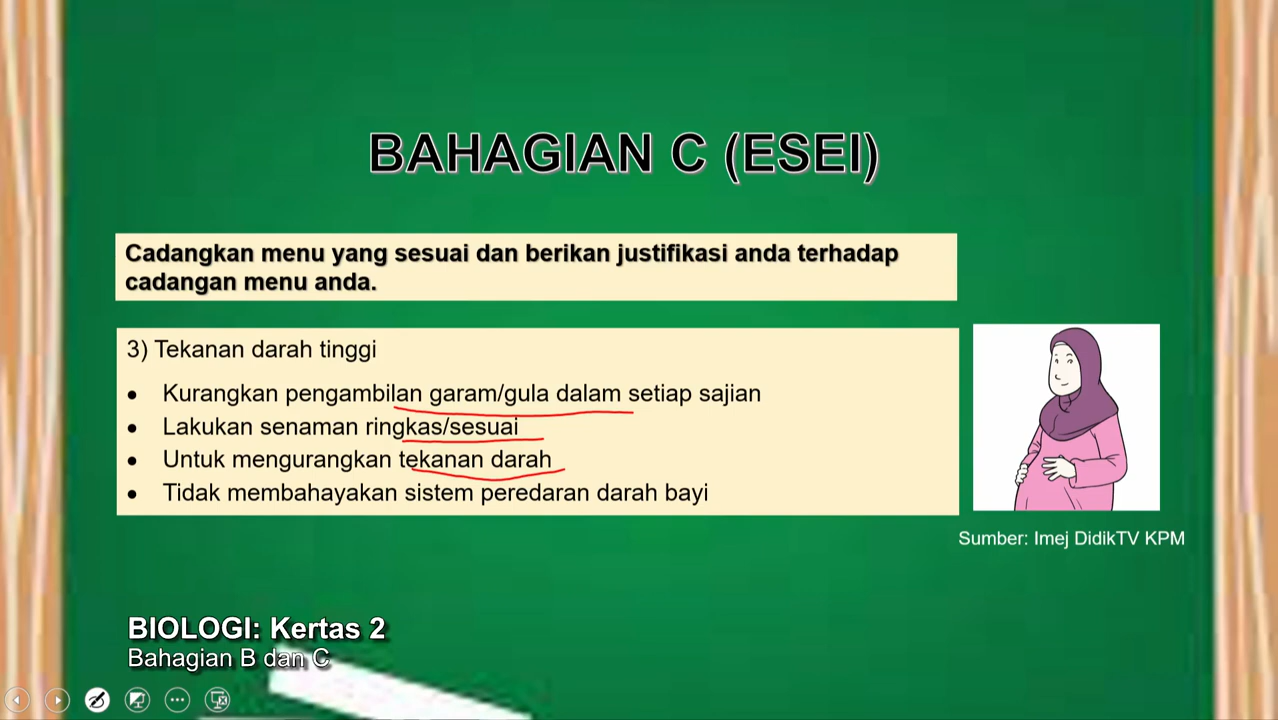 BAHAGIAN C (ESEI)
Cadangkan menu yang sesuai dan berikan justifikasi anda terhadap
cadangan menu anda.
3) Tekanan darah tinggi
• Kurangkan pengambilan garam/gula dalam setiap sajian
• Lakukan senaman ringkas/sesuai
• Untuk mengurangkan tekanan darah
• Tidak membahayakan sistem peredaran darah bayi
Sumber: Imej DidikTV KPM
BIOLOGI: Kertas 2
Bahagian B dan C